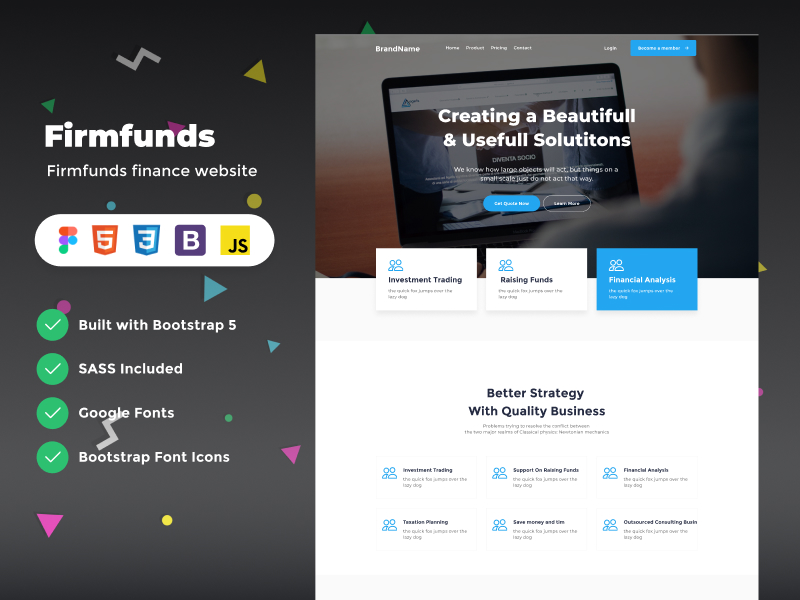 Firmfunds
Firmfunds finance website
5
3
B
JS
Built with Bootstrap 5
SASS Included
Google Fonts
Bootstrap Font Icons
BrandName
Home Product Pricing Contact
Login
Become a member
Creating a Beautifull
& Usefull Solutitons
DIVENTA SOCIO
We know how large objects will act, but things on a
small scale just do not act that way.
Get Quote Now
Learn More
Investment Trading
the quick fox jumps over the
lazy dog
Raising Funds
the quick fox jumps over the
lazy dog
Financial Analysis
the quick fox jumps over the
lazy dog
Better Strategy
With Quality Business
Problems trying to resolve the conflict between
the two major realms of Classical physics: Newtonian mechanics
Investment Trading
the quick fox jumps over the
lazy dog
Support On Raising Funds
the quick fox jumps over the
lazy dog
Financial Analysis
the quick fox jumps over the
lazy dog
Taxation Planning
the quick fox jumps over the
lazy dog
Save money and tim
the quick fox jumps over the
lazy dog
Outsourced Consulting Busin
the quick fox jumps over the
lazy dog